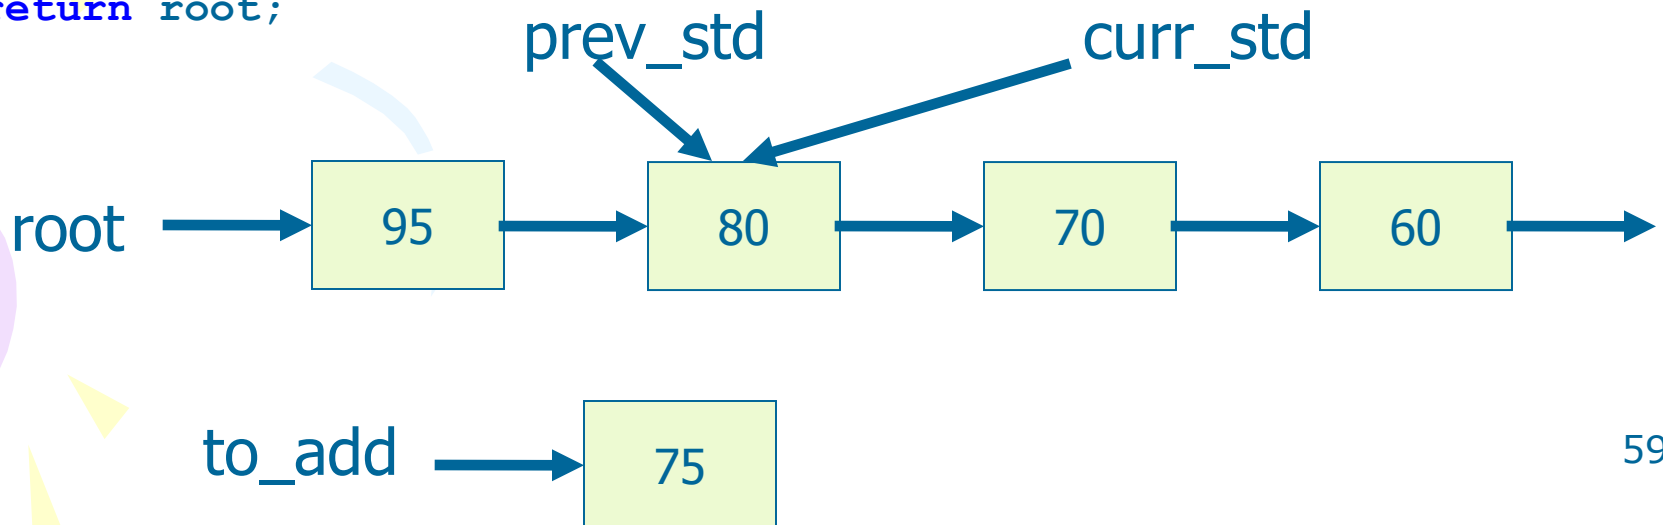 return root;
prev_std
curr_std
root
95
80
70
60
to_add
75
59